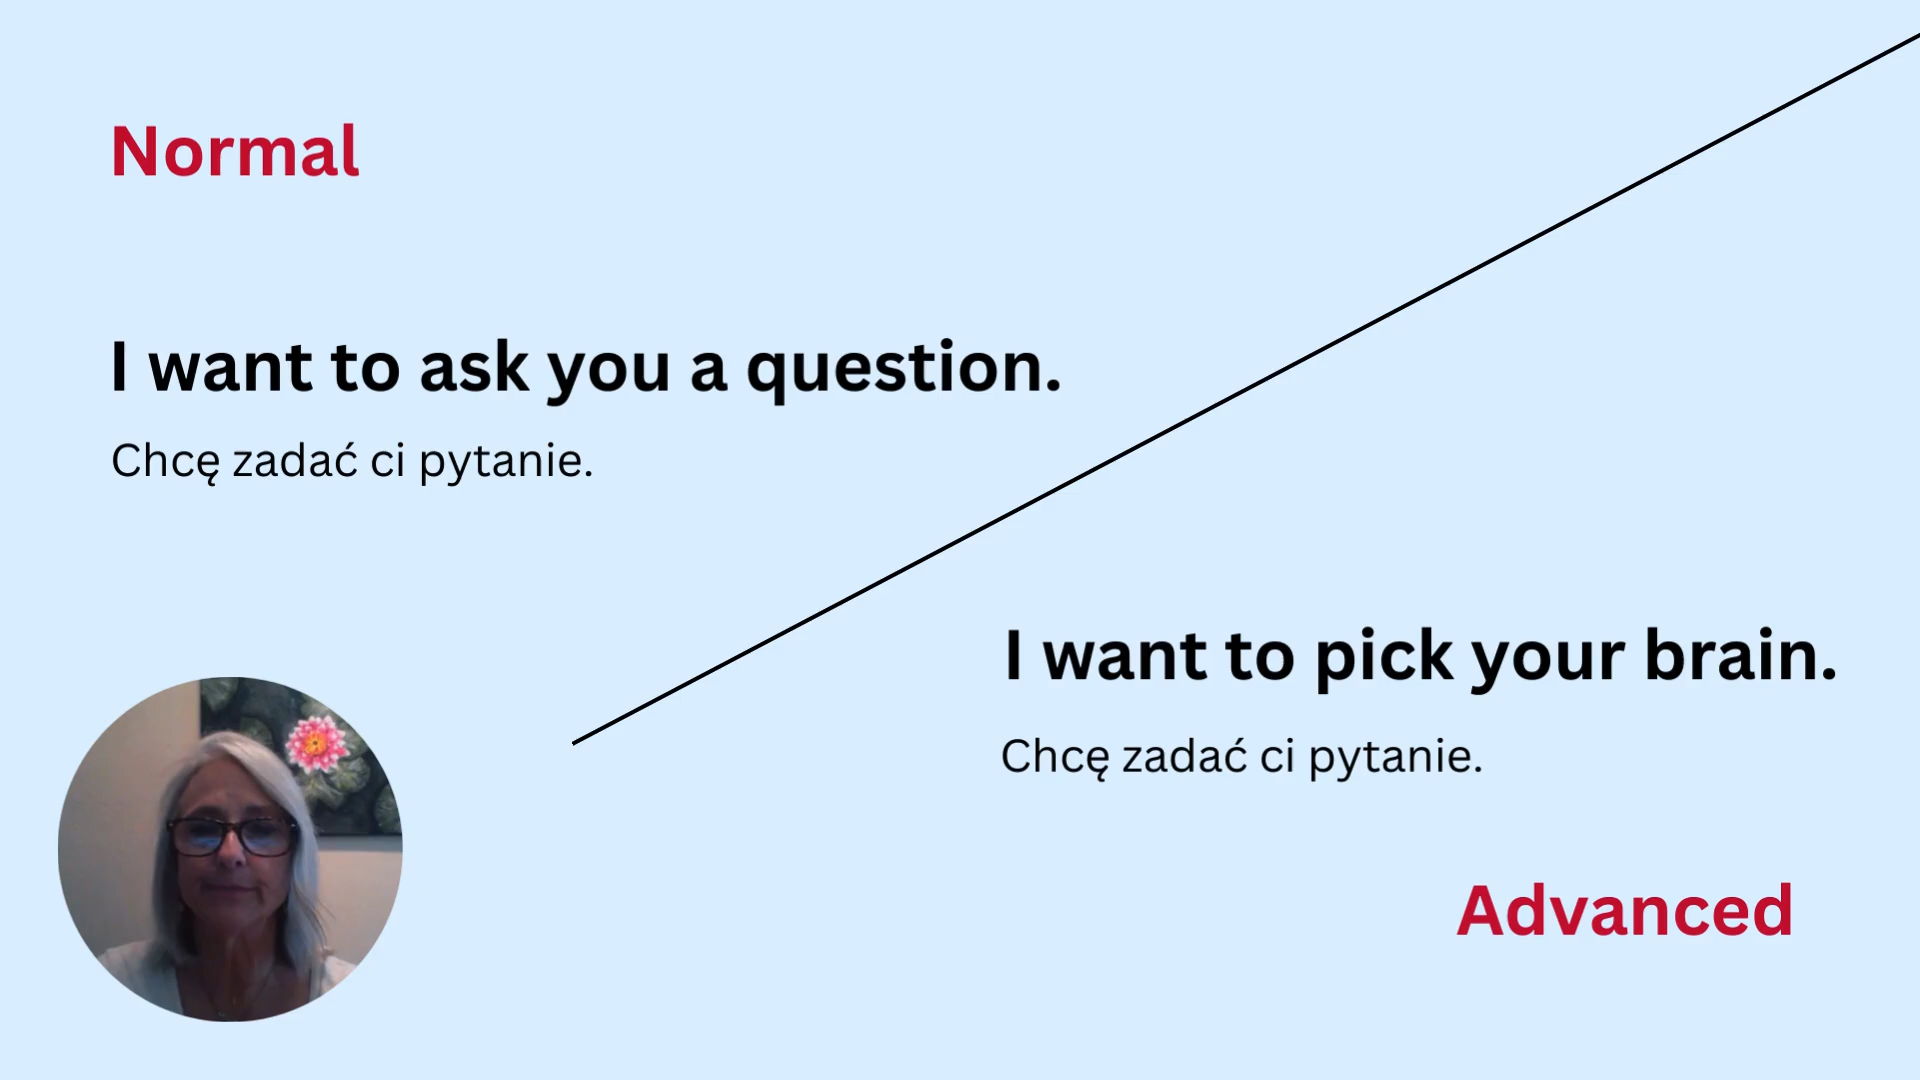 Normal
I want to ask you a question.
Chcę zadać ci pytanie.
I want to pick your brain.
Chcę zadać ci pytanie.
Advanced